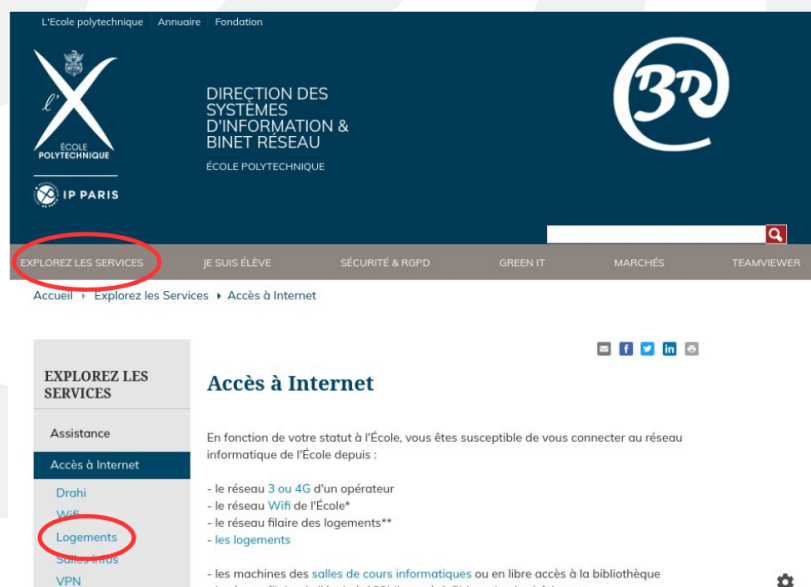 L'Ecole polytechnique Annuaire Fondation
l'
ÉCOLE
POLYTECHNIQUE
IP PARIS
DIRECTION DES
SYSTÈMES
D'INFORMATION &
BINET RÉSEAU
ÉCOLE POLYTECHNIQUE
BR
EXPLOREZ LES SERVICES JE SUIS ÉLÈVE SÉCURITÉ & RGPD GREEN IT MARCHÉS TEAMVIEWER
Accueil Explorez les Services Accès à Internet
EXPLOREZ LES
SERVICES
Assistance
Accès à Internet
Drahi
Wifi
Logements
Salles infos
VPN
Accès à Internet
En fonction de votre statut à l'École, vous êtes susceptible de vous connecter au réseau
informatique de l'École depuis :
- le réseau 3 ou 4G d'un opérateur
- le réseau Wifi de l'École*
- le réseau filaire des logements**
- les logements
- les machines des salles de cours informatiques ou en libre accès à la bibliothèque